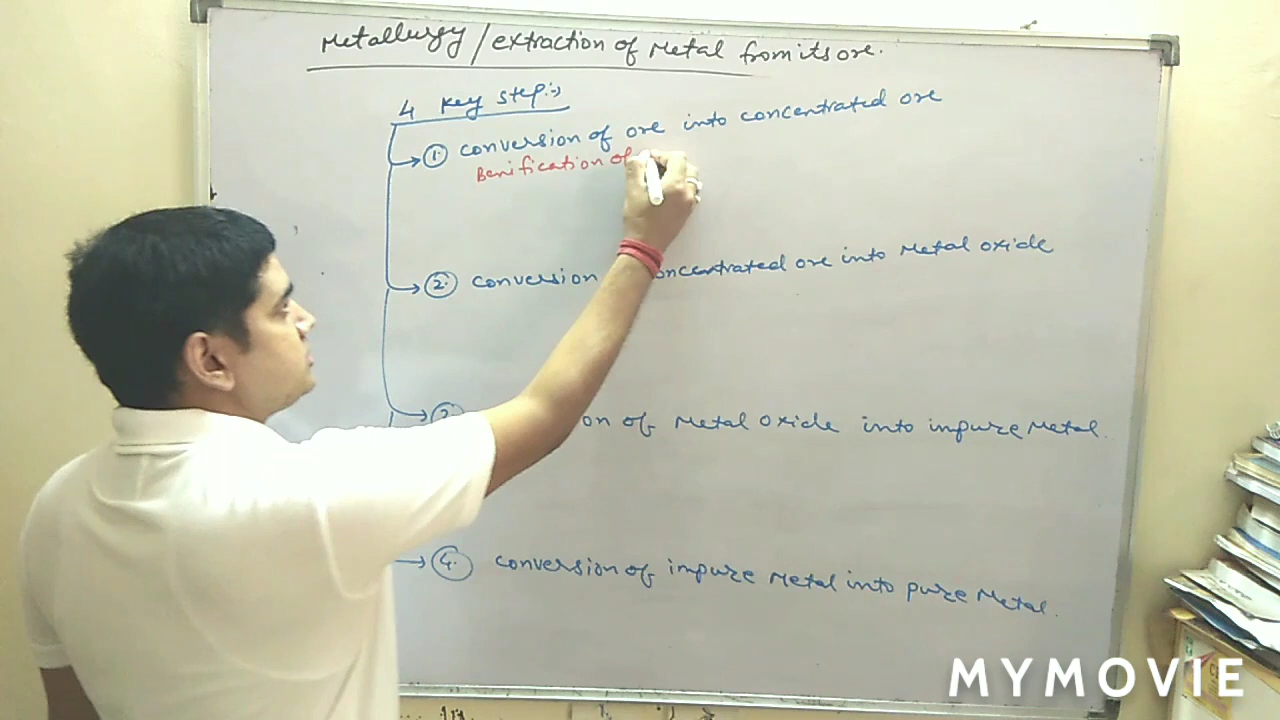 Metallurgy / extraction of Metal from its ore.
4 Key step:→
1. conversion of ore into concentrated ore
Benification of
2. conversion oncentrated ore into Metal oxide
on of Metal oxide into impure Metal.
4. conversion of impure Metal into pure Metal.
MYMOVIE